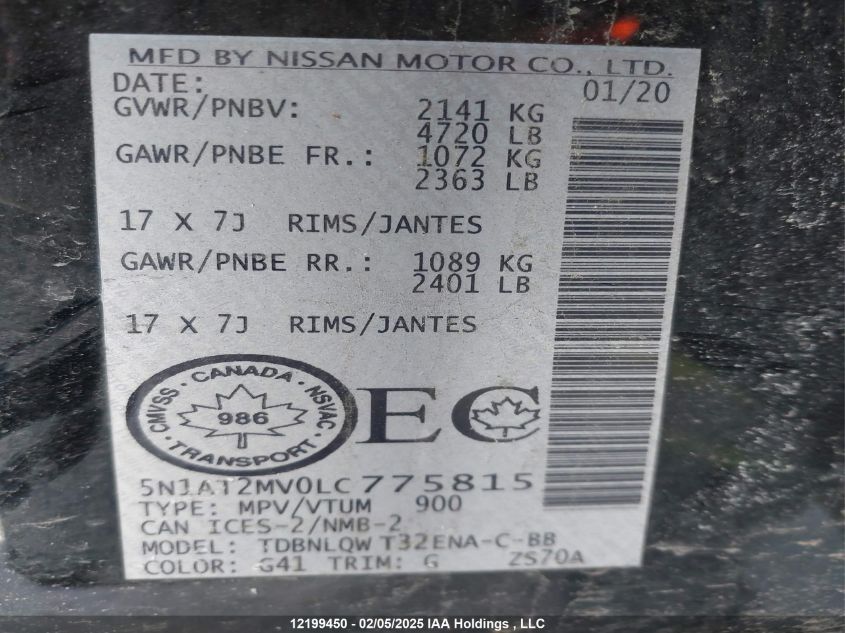 MFD BY NISSAN MOTOR CO., LTD.
DATE: 01/20
GVWR/PNBV: 2141 KG
4720 LB
GAWR/PNBE FR.: 1072 KG
2363 LB
17 X 7J RIMS/JANTES
GAWR/PNBE RR.: 1089 KG
2401 LB
17 X 7J RIMS/JANTES
CMVSS · CANADA · NSVAC · TRANSPORT ·
986
EC
5N1AT2MV0LC775815
TYPE: MPV/VTUM 900
CAN ICES-2/NMB-2
MODEL: TDBNLQW T32ENA-C-BB
COLOR: G41 TRIM: G ZS70A
12199450 - 02/05/2025 IAA Holdings , LLC